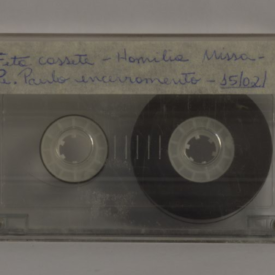 Fita cassete - Homilia Missa -
Pe. Paulo encerramento - 15/02/